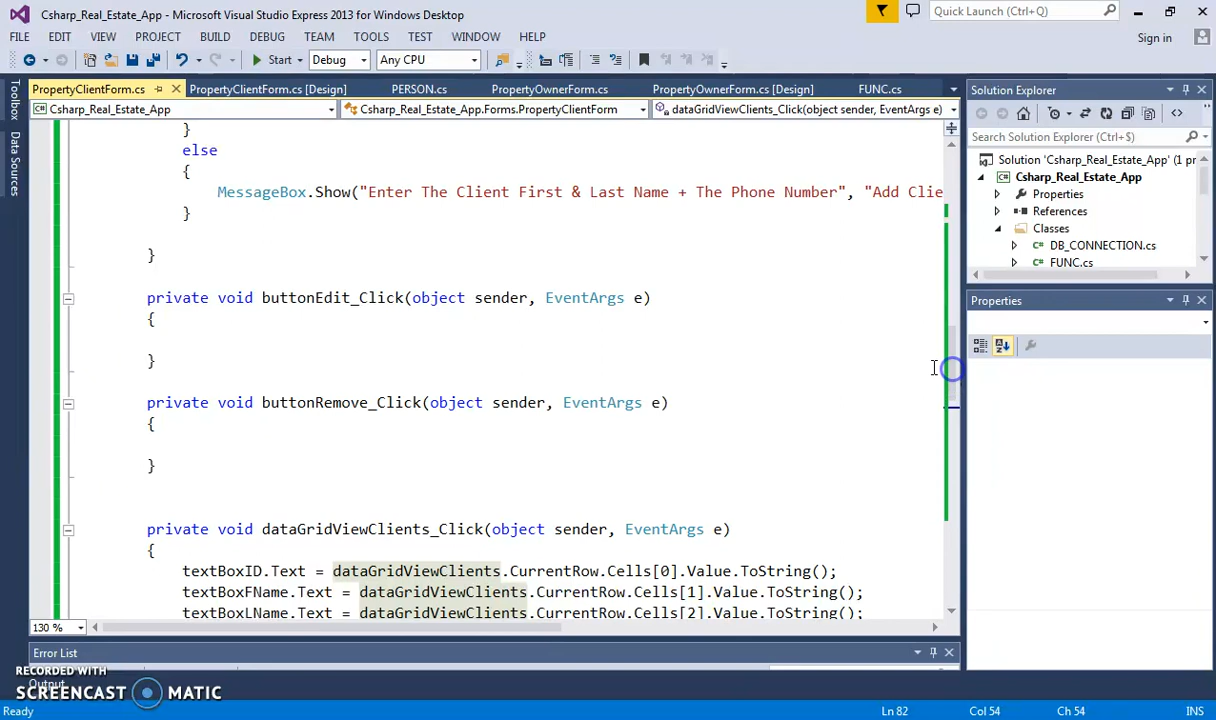 Csharp_Real_Estate_App - Microsoft Visual Studio Express 2013 for Windows Desktop
Quick Launch (Ctrl+Q)
FILE EDIT VIEW PROJECT BUILD DEBUG TEAM TOOLS TEST WINDOW HELP
Sign in
Start Debug Any CPU
Toolbox
Data Sources
PropertyClientForm.cs PropertyClientForm.cs [Design] PERSON.cs PropertyOwnerForm.cs PropertyOwnerForm.cs [Design] FUNC.cs
Csharp_Real_Estate_App Csharp_Real_Estate_App.Forms.PropertyClientForm dataGridViewClients_Click(object sender, EventArgs e)
}
else
{
MessageBox.Show("Enter The Client First & Last Name + The Phone Number", "Add Clie
}
}
private void buttonEdit_Click(object sender, EventArgs e)
{
}
private void buttonRemove_Click(object sender, EventArgs e)
{
}
private void dataGridViewClients_Click(object sender, EventArgs e)
{
textBoxID.Text = dataGridViewClients.CurrentRow.Cells[0].Value.ToString();
textBoxFName.Text = dataGridViewClients.CurrentRow.Cells[1].Value.ToString();
textBoxLName.Text = dataGridViewClients.CurrentRow.Cells[2].Value.ToString();
130 %
Solution Explorer
Search Solution Explorer (Ctrl+$)
Solution 'Csharp_Real_Estate_App' (1 pr
Csharp_Real_Estate_App
Properties
References
Classes
DB_CONNECTION.cs
FUNC.cs
Properties
Error List
Output
RECORDED WITH
SCREENCAST MATIC
Ready Ln 82 Col 54 Ch 54 INS